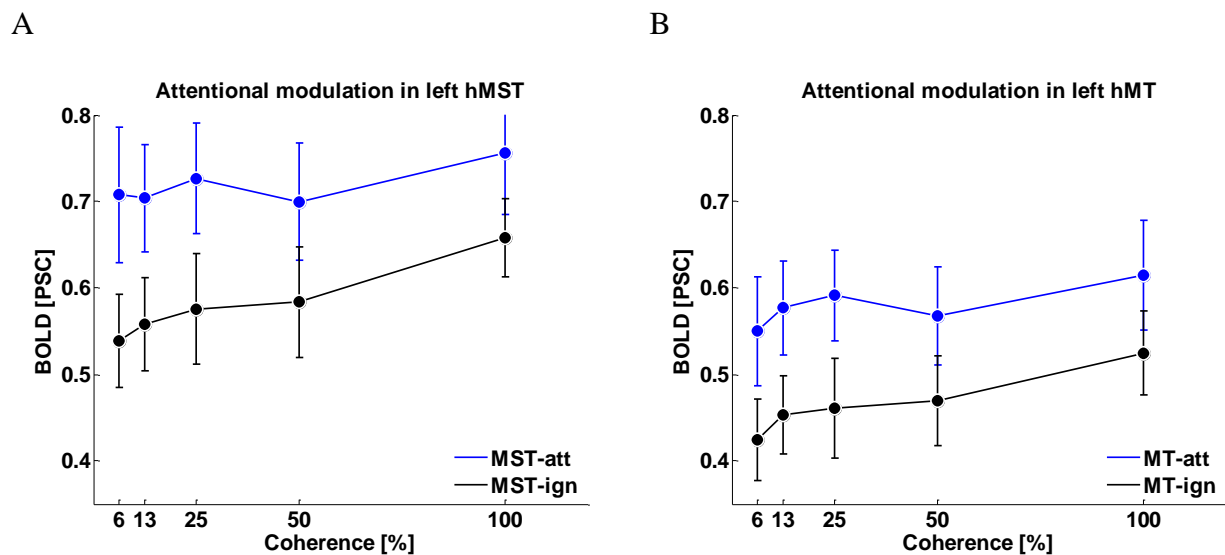 A
B
Attentional modulation in left hMST
0.8
0.7
0.6
0.5
0.4
BOLD [PSC]
MST-att
MST-ign
6 13 25 50 100
Coherence [%]
Attentional modulation in left hMT
0.8
0.7
0.6
0.5
0.4
BOLD [PSC]
MT-att
MT-ign
6 13 25 50 100
Coherence [%]